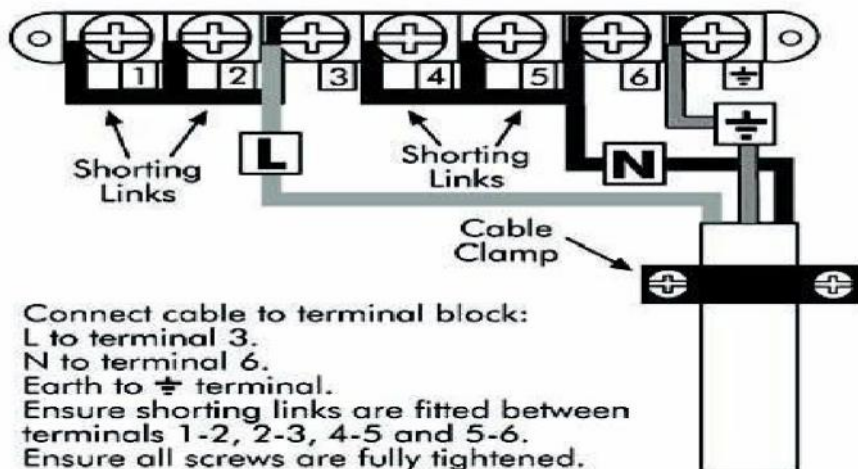 1 2 3 4 5 6 ⏚
L
Shorting
Links
Shorting
Links
N
⏚
Cable
Clamp
Connect cable to terminal block:
L to terminal 3.
N to terminal 6.
Earth to ⏚ terminal.
Ensure shorting links are fitted between
terminals 1-2, 2-3, 4-5 and 5-6.
Ensure all screws are fully tightened.